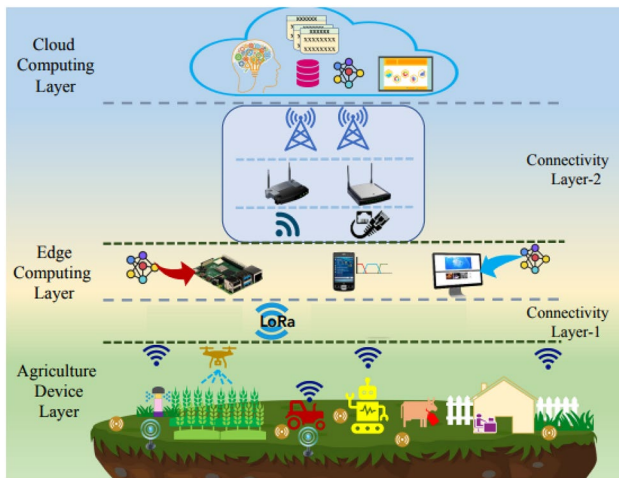 Cloud
Computing
Layer
Connectivity
Layer-2
Edge
Computing
Layer
LoRa
Connectivity
Layer-1
Agriculture
Device
Layer